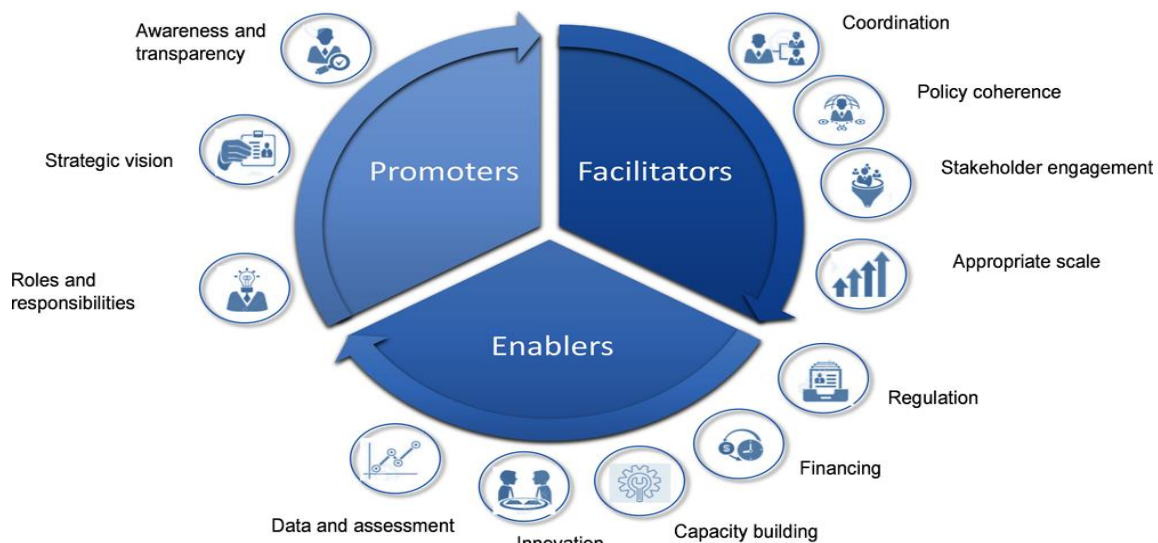 Awareness and
transparency
Strategic vision
Roles and
responsibilities
Promoters
Facilitators
Enablers
Coordination
Policy coherence
Stakeholder engagement
Appropriate scale
Regulation
Financing
Capacity building
Innovation
Data and assessment